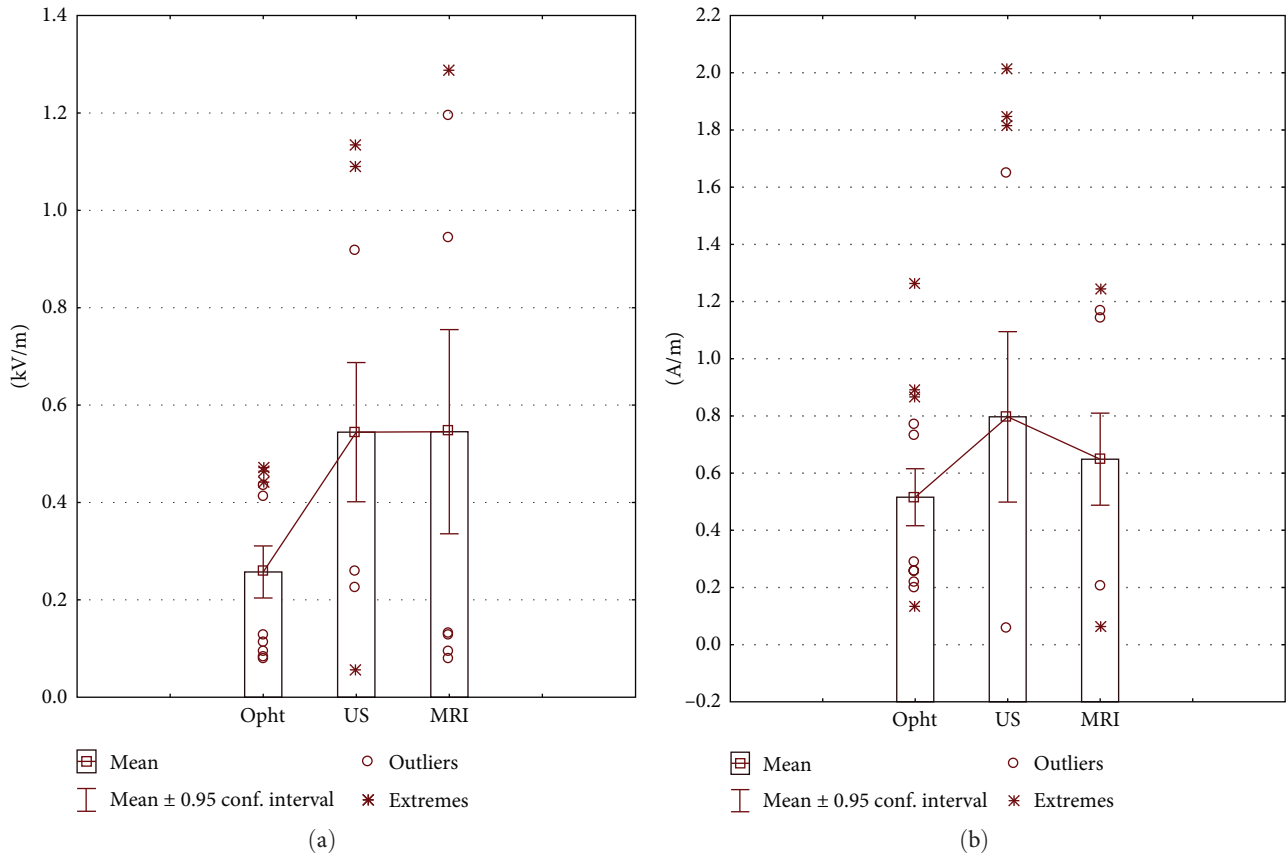 1.4
1.2
1.0
0.8
0.6
0.4
0.2
0.0
(kV/m)
Opht US MRI
Mean
Outliers
Mean ± 0.95 conf. interval
Extremes
(a)
2.2
2.0
1.8
1.6
1.4
1.2
1.0
0.8
0.6
0.4
0.2
0.0
−0.2
(A/m)
Opht US MRI
Mean
Outliers
Mean ± 0.95 conf. interval
Extremes
(b)